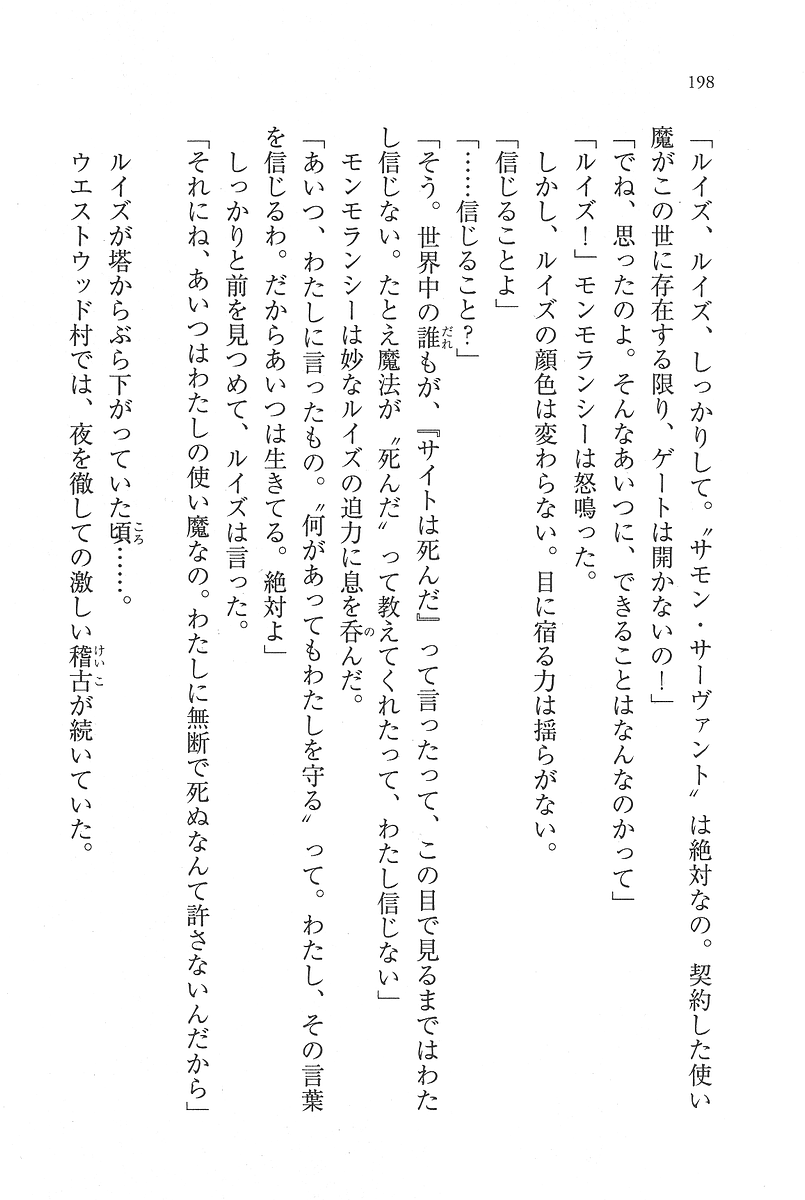 198
「ルイズ、ルイズ、しっかりして。〝サモン・サーヴァント〟は絶対なの。契約した使い
魔がこの世に存在する限り、ゲートは開かないの！」
「でね、思ったのよ。そんなあいつに、できることはなんなのかって」
「ルイズ！」モンモランシーは怒鳴った。
しかし、ルイズの顔色は変わらない。目に宿る力は揺らがない。
「信じることよ」
「……信じること？」
「そう。世界中の誰もが、『サイトは死んだ』って言ったって、この目で見るまではわた
し信じない。たとえ魔法が〝死んだ〟って教えてくれたって、わたし信じない」
モンモランシーは妙なルイズの迫力に息を呑んだ。
「あいつ、わたしに言ったもの。〝何があってもわたしを守る〟って。わたし、その言葉
を信じるわ。だからあいつは生きてる。絶対よ」
しっかりと前を見つめて、ルイズは言った。
「それにね、あいつはわたしの使い魔なの。わたしに無断で死ぬなんて許さないんだから」
ルイズが塔からぶら下がっていた頃……。
ウエストウッド村では、夜を徹しての激しい稽古が続いていた。